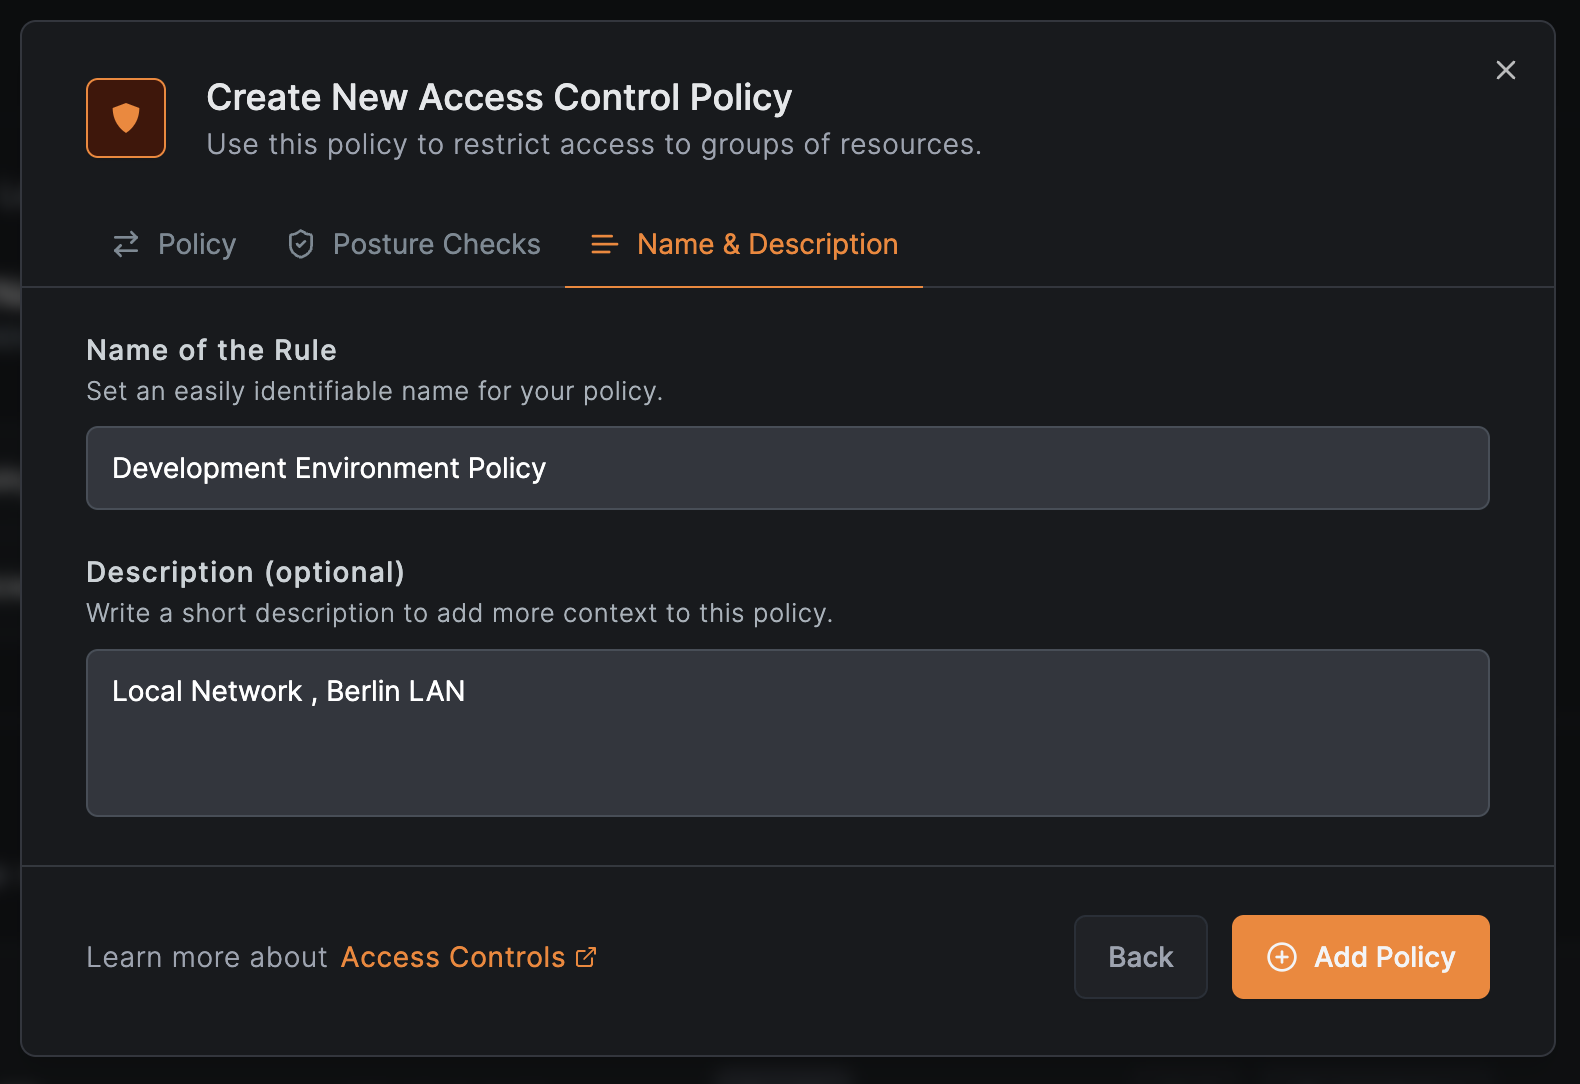 Create New Access Control Policy
Use this policy to restrict access to groups of resources.
Policy
Posture Checks
Name & Description
Name of the Rule
Set an easily identifiable name for your policy.
Development Environment Policy
Description (optional)
Write a short description to add more context to this policy.
Local Network , Berlin LAN
Learn more about Access Controls
Back
Add Policy